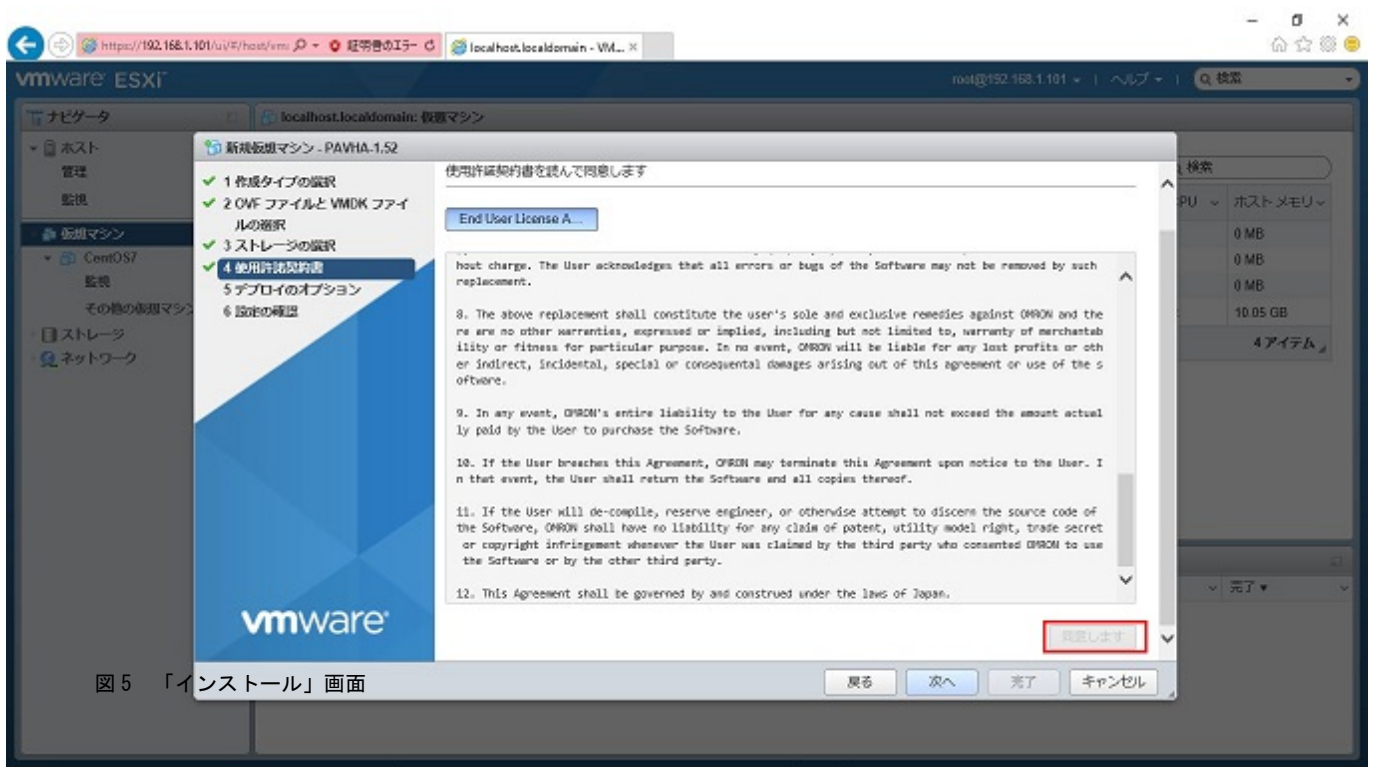 https://192.168.1.101/ui/#/host/vm:
証明書のエラー
localhost.localdomain - VM...
vmware ESXi
root@192.168.1.101
ヘルプ
検索
ナビゲータ
localhost.localdomain: 仮想マシン
ホスト
管理
監視
仮想マシン
CentOS7
監視
その他の仮想マシン
ストレージ
ネットワーク
検索
CPU
ホスト メモリ
0 MB
0 MB
0 MB
10.05 GB
4 アイテム
完了
新規仮想マシン - PAVHA-1.52
1 作成タイプの選択
2 OVF ファイルと VMDK ファイ
ルの選択
3 ストレージの選択
4 使用許諾契約書
5 デプロイのオプション
6 設定の確認
vmware
使用許諾契約書を読んで同意します
End User License A...
hout charge. The User acknowledges that all errors or bugs of the Software may not be removed by such
replacement.
8. The above replacement shall constitute the user's sole and exclusive remedies against OMRON and the
re are no other warranties, expressed or implied, including but not limited to, warranty of merchantab
ility or fitness for particular purpose. In no event, OMRON will be liable for any lost profits or oth
er indirect, incidental, special or consequental damages arising out of this agreement or use of the s
oftware.
9. In any event, OMRON's entire liability to the User for any cause shall not exceed the amount actual
ly paid by the User to purchase the Software.
10. If the User breaches this Agreement, OMRON may terminate this Agreement upon notice to the User. I
n that event, the User shall return the Software and all copies thereof.
11. If the User will de-compile, reserve engineer, or otherwise attempt to discern the source code of
the Software, OMRON shall have no liability for any claim of patent, utility model right, trade secret
or copyright infringement whenever the User was claimed by the third party who consented OMRON to use
the Software or by the other third party.
12. This Agreement shall be governed by and construed under the laws of Japan.
同意します
戻る
次へ
完了
キャンセル
図5 「インストール」画面